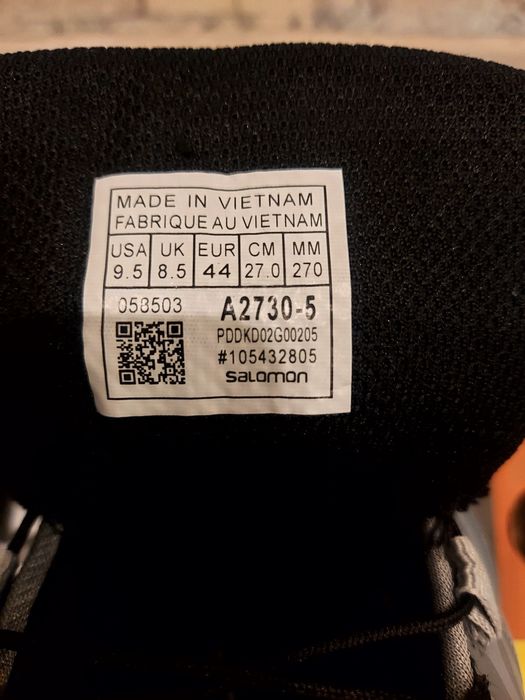 MADE IN VIETNAM
FABRIQUE AU VIETNAM
USA UK EUR CM MM
9.5 8.5 44 27.0 270
058503 A2730-5
PDDKD02G00205
#105432805
salomon